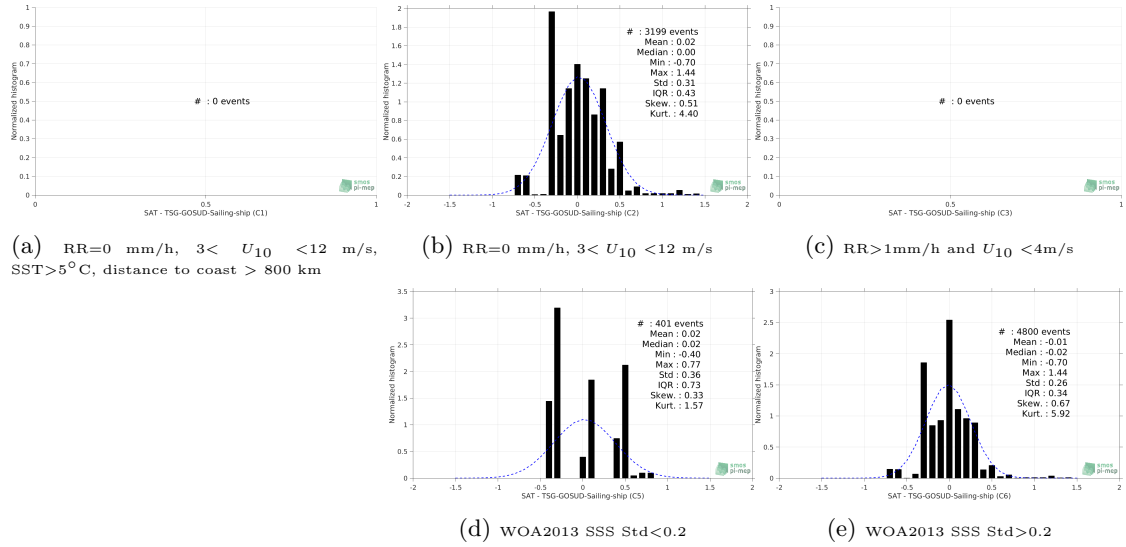 Normalized histogram
1
0.9
0.8
0.7
0.6
0.5
0.4
0.3
0.2
0.1
0
# : 0 events
smos
pi-mep
0 0.5 1
SAT - TSG-GOSUD-Sailing-ship (C1)
(a) RR=0 mm/h, 3< U10 <12 m/s,
SST>5°C, distance to coast > 800 km
Normalized histogram
2
1.8
1.6
1.4
1.2
1
0.8
0.6
0.4
0.2
0
# : 3199 events
Mean : 0.02
Median : 0.00
Min : -0.70
Max : 1.44
Std : 0.31
IQR : 0.43
Skew. : 0.51
Kurt. : 4.40
smos
pi-mep
-2 -1.5 -1 -0.5 0 0.5 1 1.5 2
SAT - TSG-GOSUD-Sailing-ship (C2)
(b) RR=0 mm/h, 3< U10 <12 m/s
Normalized histogram
1
0.9
0.8
0.7
0.6
0.5
0.4
0.3
0.2
0.1
0
# : 0 events
smos
pi-mep
0 0.5 1
SAT - TSG-GOSUD-Sailing-ship (C3)
(c) RR>1mm/h and U10 <4m/s
Normalized histogram
3.5
3
2.5
2
1.5
1
0.5
0
# : 401 events
Mean : 0.02
Median : 0.02
Min : -0.40
Max : 0.77
Std : 0.36
IQR : 0.73
Skew. : 0.33
Kurt. : 1.57
smos
pi-mep
-2 -1.5 -1 -0.5 0 0.5 1 1.5 2
SAT - TSG-GOSUD-Sailing-ship (C5)
(d) WOA2013 SSS Std<0.2
Normalized histogram
3
2.5
2
1.5
1
0.5
0
# : 4800 events
Mean : -0.01
Median : -0.02
Min : -0.70
Max : 1.44
Std : 0.26
IQR : 0.34
Skew. : 0.67
Kurt. : 5.92
smos
pi-mep
-2 -1.5 -1 -0.5 0 0.5 1 1.5 2
SAT - TSG-GOSUD-Sailing-ship (C6)
(e) WOA2013 SSS Std>0.2